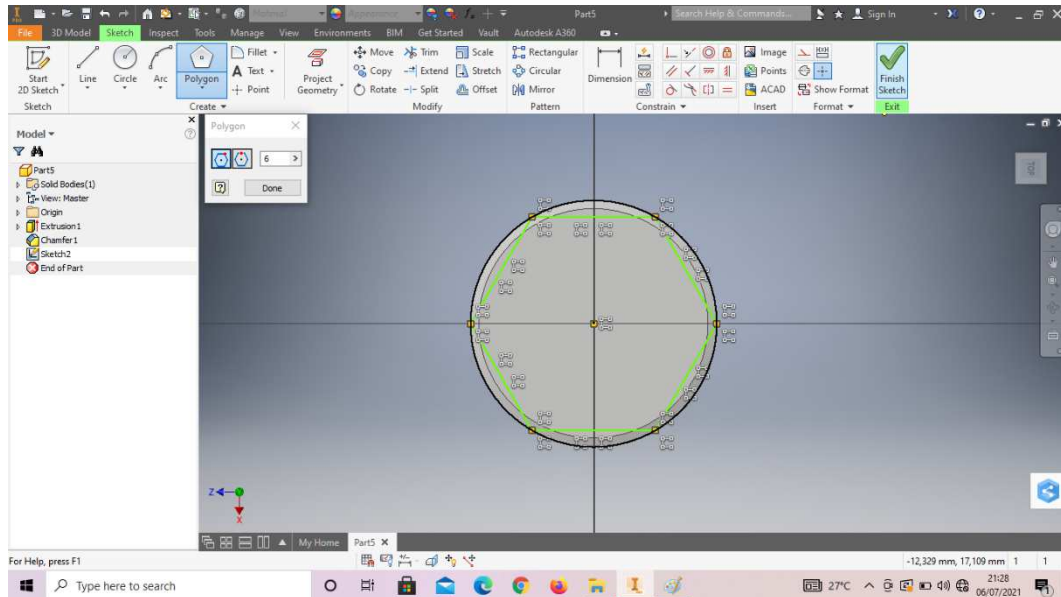 Material
Appearance
Part5
Search Help & Commands...
Sign In
File 3D Model Sketch Inspect Tools Manage View Environments BIM Get Started Vault Autodesk A360
Start
2D Sketch
Line
Circle
Arc
Polygon
Fillet
Text
Point
Project
Geometry
Move
Copy
Rotate
Trim
Extend
Split
Scale
Stretch
Offset
Rectangular
Circular
Mirror
Dimension
Image
Points
ACAD
Show Format
Finish
Sketch
Sketch Create Modify Pattern Constrain Insert Format Exit
Model
Part5
Solid Bodies(1)
View: Master
Origin
Extrusion1
Chamfer1
Sketch2
End of Part
Polygon
6
Done
TOP
Z
X
My Home Part5
For Help, press F1
-12,329 mm, 17,109 mm 1 1
Type here to search
27°C
21:28
06/07/2021